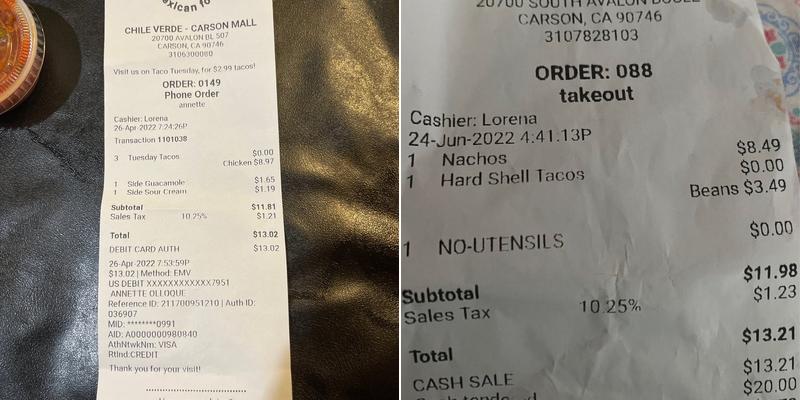 xican fo
CHILE VERDE - CARSON MALL
20700 AVALON BL 507
CARSON, CA 90746
3106300080
Visit us on Taco Tuesday, for $2.99 tacos!
ORDER: 0149
Phone Order
annette
Cashier: Lorena
26-Apr-2022 7:24:26P
Transaction 1101038
3 Tuesday Tacos $0.00
Chicken $8.97
1 Side Guacamole $1.65
1 Side Sour Cream $1.19
Subtotal $11.81
Sales Tax 10.25% $1.21
Total $13.02
DEBIT CARD AUTH $13.02
26-Apr-2022 7:53:59P
$13.02 | Method: EMV
US DEBIT XXXXXXXXXXXX7951
ANNETTE OLLOQUE
Reference ID: 211700951210 | Auth ID:
036907
MID: ********0991
AID: A0000000980840
AthNtwkNm: VISA
RtInd:CREDIT
Thank you for your visit!
20700 SOUTH AVALON
CARSON, CA 90746
3107828103
ORDER: 088
takeout
Cashier: Lorena
24-Jun-2022 4:41.13P
1 Nachos $8.49
1 Hard Shell Tacos $0.00
Beans $3.49
1 NO-UTENSILS $0.00
Subtotal $11.98
Sales Tax 10.25% $1.23
Total $13.21
CASH SALE $13.21
$20.00